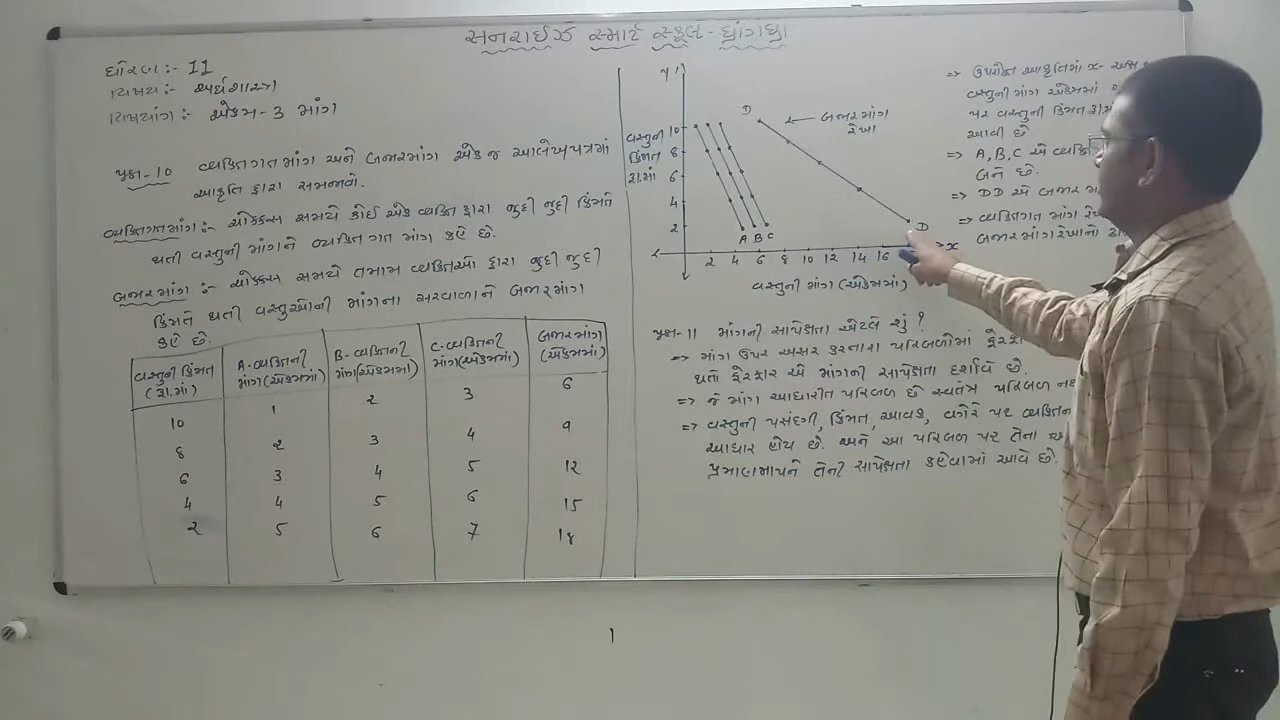 સનરાઈઝ સ્માર્ટ સ્કૂલ - ધ્રાંગધ્રા
ધોરણ :- 11
વિષય :- અર્થશાસ્ત્ર
વિષયાંગ :- એકમ - 3 માંગ
પ્રશ્ન - 10 વ્યક્તિગત માંગ અને બજારમાંગ એક જ આલેખપત્રમાં
આકૃતિ દ્વારા સમજાવો.
વ્યક્તિગત માંગ :- ચોક્કસ સમયે કોઈ એક વ્યક્તિ દ્વારા જુદી જુદી કિંમતે
થતી વસ્તુની માંગને વ્યક્તિગત માંગ કહે છે.
બજારમાંગ :- ચોક્કસ સમયે તમામ વ્યક્તિઓ દ્વારા જુદી જુદી
કિંમતે થતી વસ્તુઓની માંગના સરવાળાને બજારમાંગ
કહે છે.
વસ્તુની કિંમત (રૂ.માં) A-વ્યક્તિની માંગ(એકમમાં) B-વ્યક્તિની માંગ(એકમમાં) C-વ્યક્તિની માંગ(એકમમાં) બજારમાંગ (એકમમાં)
10 1 2 3 6
8 2 3 4 9
6 3 4 5 12
4 4 5 6 15
2 5 6 7 18
y
વસ્તુની
કિંમત
રૂ.માં
10
8
6
4
2
D
બજારમાંગ
રેખા
A B C
D
2 4 6 8 10 12 14 16
x
વસ્તુની માંગ (એકમમાં)
=> ઉપરોક્ત આકૃતિમાં x-
વસ્તુની માંગ એકમમાં
પર વસ્તુની કિંમત
આવી છે.
=> A, B, C એ
બને છે.
=> DD એ બજાર
=> વ્યક્તિગત માંગ
બજારમાંગરેખાનો
પ્રશ્ન - 11 માંગની સાપેક્ષતા એટલે શું ?
=> માંગ ઉપર અસર કરનારા પરિબળોમાં
થતો ફેરફાર એ માંગની સાપેક્ષતા દર્શાવે છે.
=> જે માંગ આધારીત પરિબળ છે સ્વતંત્ર પરિબળ
=> વસ્તુની પસંદગી, કિંમત, આવક, વગેરે પર
આધાર હોય છે. અને આ પરિબળ પર તેના
પ્રમાણમાપને તેની સાપેક્ષતા કહેવામાં આવે છે.